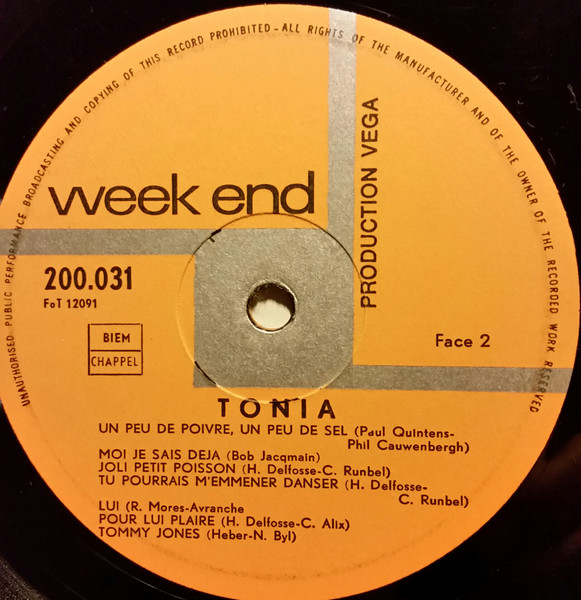 UNAUTHORISED PUBLIC PERFORMANCE BROADCASTING AND COPYING OF THIS RECORD PROHIBITED - ALL RIGHTS OF THE MANUFACTURER AND OF THE OWNER OF THE RECORDED WORK RESERVED
week end
PRODUCTION VEGA
200.031
FoT 12091
BIEM
CHAPPEL
Face 2
TONIA
UN PEU DE POIVRE, UN PEU DE SEL (Paul Quintens-
Phil Cauwenbergh)
MOI JE SAIS DEJA (Bob Jacqmain)
JOLI PETIT POISSON (H. Delfosse-C. Runbel)
TU POURRAIS M'EMMENER DANSER (H. Delfosse-
C. Runbel)
LUI (R. Mores-Avranche
POUR LUI PLAIRE (H. Delfosse-C. Alix)
TOMMY JONES (Heber-N. Byl)